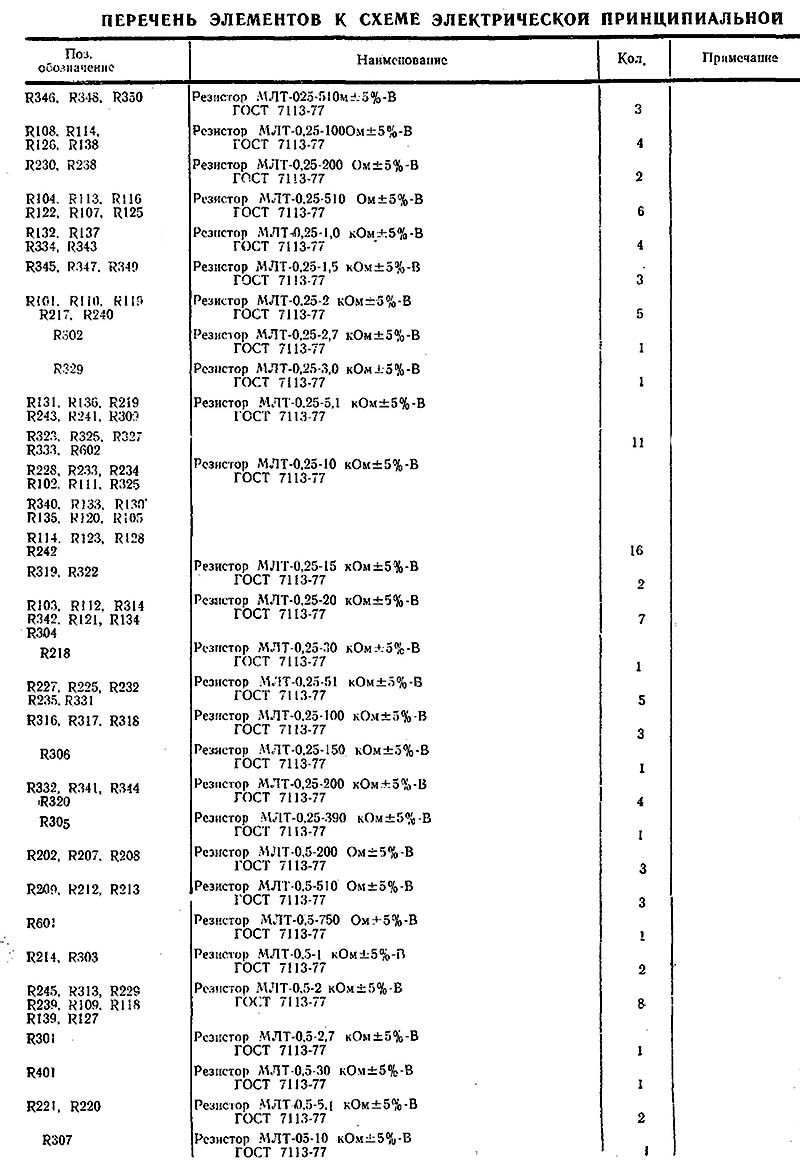 ПЕРЕЧЕНЬ ЭЛЕМЕНТОВ К СХЕМЕ ЭЛЕКТРИЧЕСКОЙ ПРИНЦИПИАЛЬНОЙ
Поз. обозначение Наименование Кол. Примечание
R346, R348, R350 Резистор МЛТ-025-510м±5%-В
ГОСТ 7113-77 3
R108, R114, Резистор МЛТ-0,25-100Ом±5%-В
R126, R138 ГОСТ 7113-77 4
R230, R238 Резистор МЛТ-0,25-200 Ом±5%-В
ГОСТ 7113-77 2
R104, R113, R116 Резистор МЛТ-0,25-510 Ом±5%-В
R122, R107, R125 ГОСТ 7113-77 6
R132, R137 Резистор МЛТ-0,25-1,0 кОм±5%-В
R334, R343 ГОСТ 7113-77 4
R345, R347, R349 Резистор МЛТ-0,25-1,5 кОм±5%-В
ГОСТ 7113-77 3
R101, R110, R119 Резистор МЛТ-0,25-2 кОм±5%-В
R217, R240 ГОСТ 7113-77 5
R302 Резистор МЛТ-0,25-2,7 кОм±5%-В
ГОСТ 7113-77 1
R329 Резистор МЛТ-0,25-3,0 кОм±5%-В
ГОСТ 7113-77 1
R131, R136, R219 Резистор МЛТ-0,25-5,1 кОм±5%-В
R243, R241, R309 ГОСТ 7113-77
R323, R325, R327
R333, R602 11
R228, R233, R234 Резистор МЛТ-0,25-10 кОм±5%-В
R102, R111, R325 ГОСТ 7113-77
R340, R133, R130
R135, R120, R105
R114, R123, R128
R242 16
R319, R322 Резистор МЛТ-0,25-15 кОм±5%-В
ГОСТ 7113-77 2
R103, R112, R314 Резистор МЛТ-0,25-20 кОм±5%-В
R342, R121, R134 ГОСТ 7113-77 7
R304
R218 Резистор МЛТ-0,25-30 кОм±5%-В
ГОСТ 7113-77 1
R227, R225, R232 Резистор МЛТ-0,25-51 кОм±5%-В
R235, R331 ГОСТ 7113-77 5
R316, R317, R318 Резистор МЛТ-0,25-100 кОм±5%-В
ГОСТ 7113-77 3
R306 Резистор МЛТ-0,25-150 кОм±5%-В
ГОСТ 7113-77 1
R332, R341, R344 Резистор МЛТ-0,25-200 кОм±5%-В
R320 ГОСТ 7113-77 4
R305 Резистор МЛТ-0,25-390 кОм±5%-В
ГОСТ 7113-77 1
R202, R207, R208 Резистор МЛТ-0,5-200 Ом±5%-В
ГОСТ 7113-77 3
R209, R212, R213 Резистор МЛТ-0,5-510 Ом±5%-В
ГОСТ 7113-77 3
R601 Резистор МЛТ-0,5-750 Ом±5%-В
ГОСТ 7113-77 1
R214, R303 Резистор МЛТ-0,5-1 кОм±5%-В
ГОСТ 7113-77 2
R245, R313, R229 Резистор МЛТ-0,5-2 кОм±5%-В
R239, R109, R118 ГОСТ 7113-77 8
R139, R127
R301 Резистор МЛТ-0,5-2,7 кОм±5%-В
ГОСТ 7113-77 1
R401 Резистор МЛТ-0,5-30 кОм±5%-В
ГОСТ 7113-77 1
R221, R220 Резистор МЛТ-0,5-5,1 кОм±5%-В
ГОСТ 7113-77 2
R307 Резистор МЛТ-05-10 кОм±5%-В
ГОСТ 7113-77 1